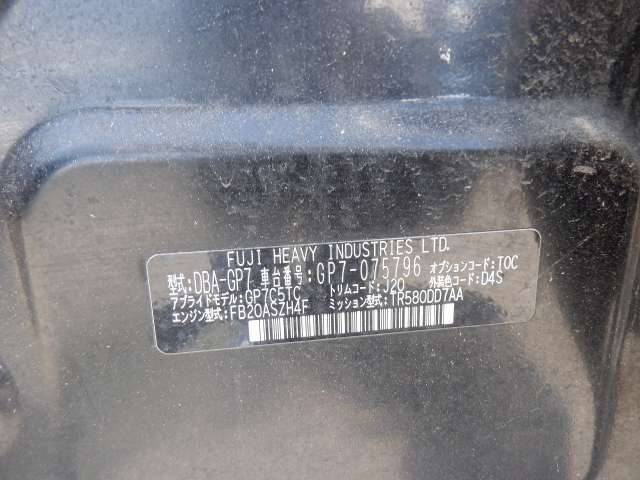 FUJI HEAVY INDUSTRIES LTD.
型式:DBA-GP7 車台番号:GP7-075796 オプションコード:TOC
アプライドモデル:GP7C5TC トリムコード:J20 外装色コード:D4S
エンジン型式:FB20ASZH4F ミッション型式:TR580DD7AA